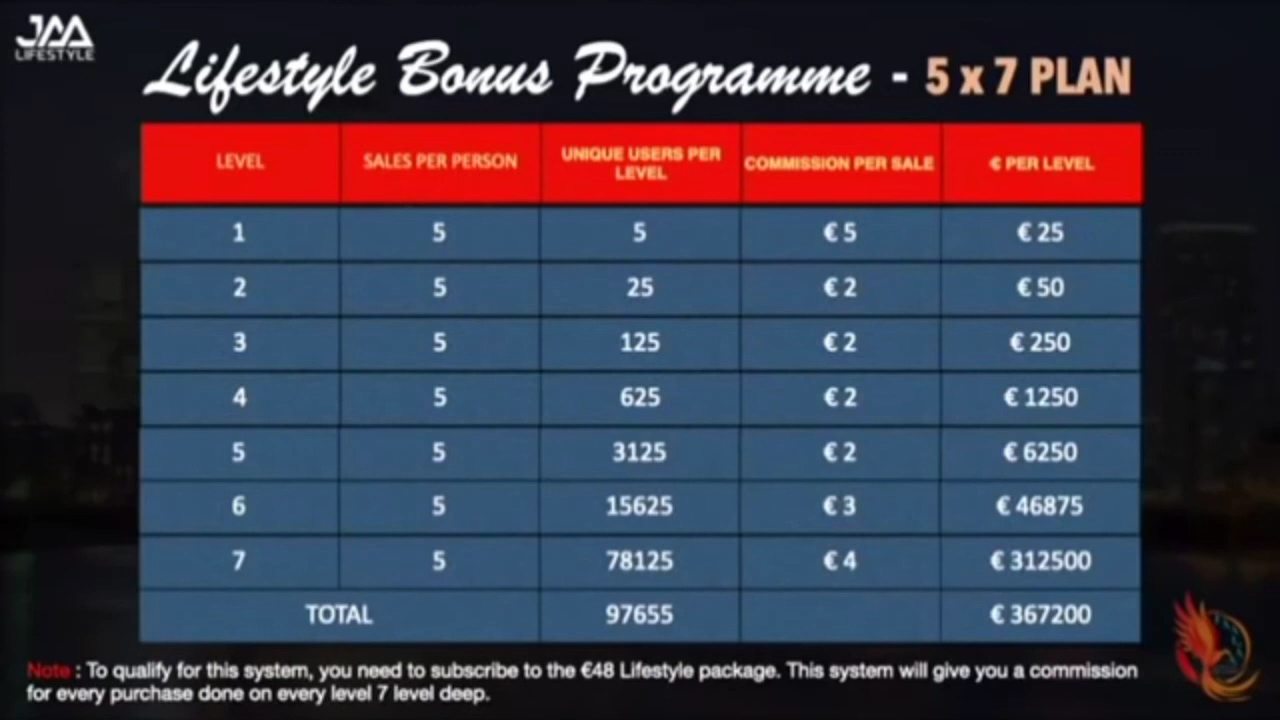 JAA
LIFESTYLE
Lifestyle Bonus Programme - 5 x 7 PLAN
LEVEL SALES PER PERSON UNIQUE USERS PER LEVEL COMMISSION PER SALE € PER LEVEL
1 5 5 € 5 € 25
2 5 25 € 2 € 50
3 5 125 € 2 € 250
4 5 625 € 2 € 1250
5 5 3125 € 2 € 6250
6 5 15625 € 3 € 46875
7 5 78125 € 4 € 312500
TOTAL 97655 € 367200
Note : To qualify for this system, you need to subscribe to the €48 Lifestyle package. This system will give you a commission
for every purchase done on every level 7 level deep.